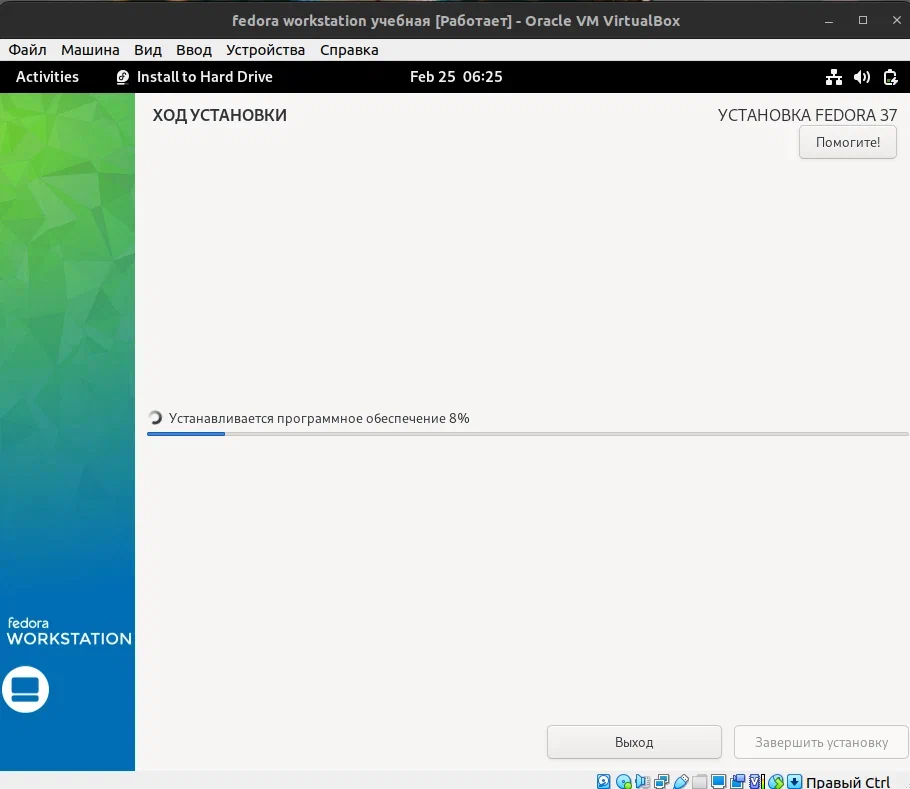 fedora workstation учебная [Работает] - Oracle VM VirtualBox
Файл Машина Вид Ввод Устройства Справка
Activities Install to Hard Drive Feb 25 06:25
ХОД УСТАНОВКИ УСТАНОВКА FEDORA 37
Помогите!
Устанавливается программное обеспечение 8%
fedora
WORKSTATION
Выход Завершить установку
Правый Ctrl